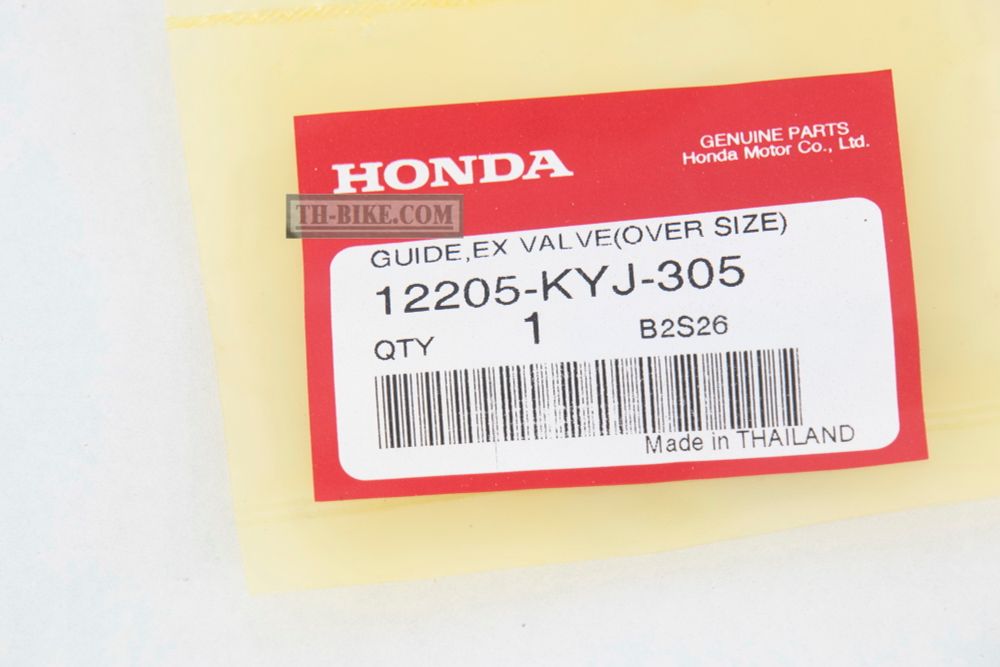 GENUINE PARTS
Honda Motor Co., Ltd.
HONDA
TH-BIKE.COM
GUIDE,EX VALVE(OVER SIZE)
12205-KYJ-305
QTY 1 B2S26
Made in THAILAND